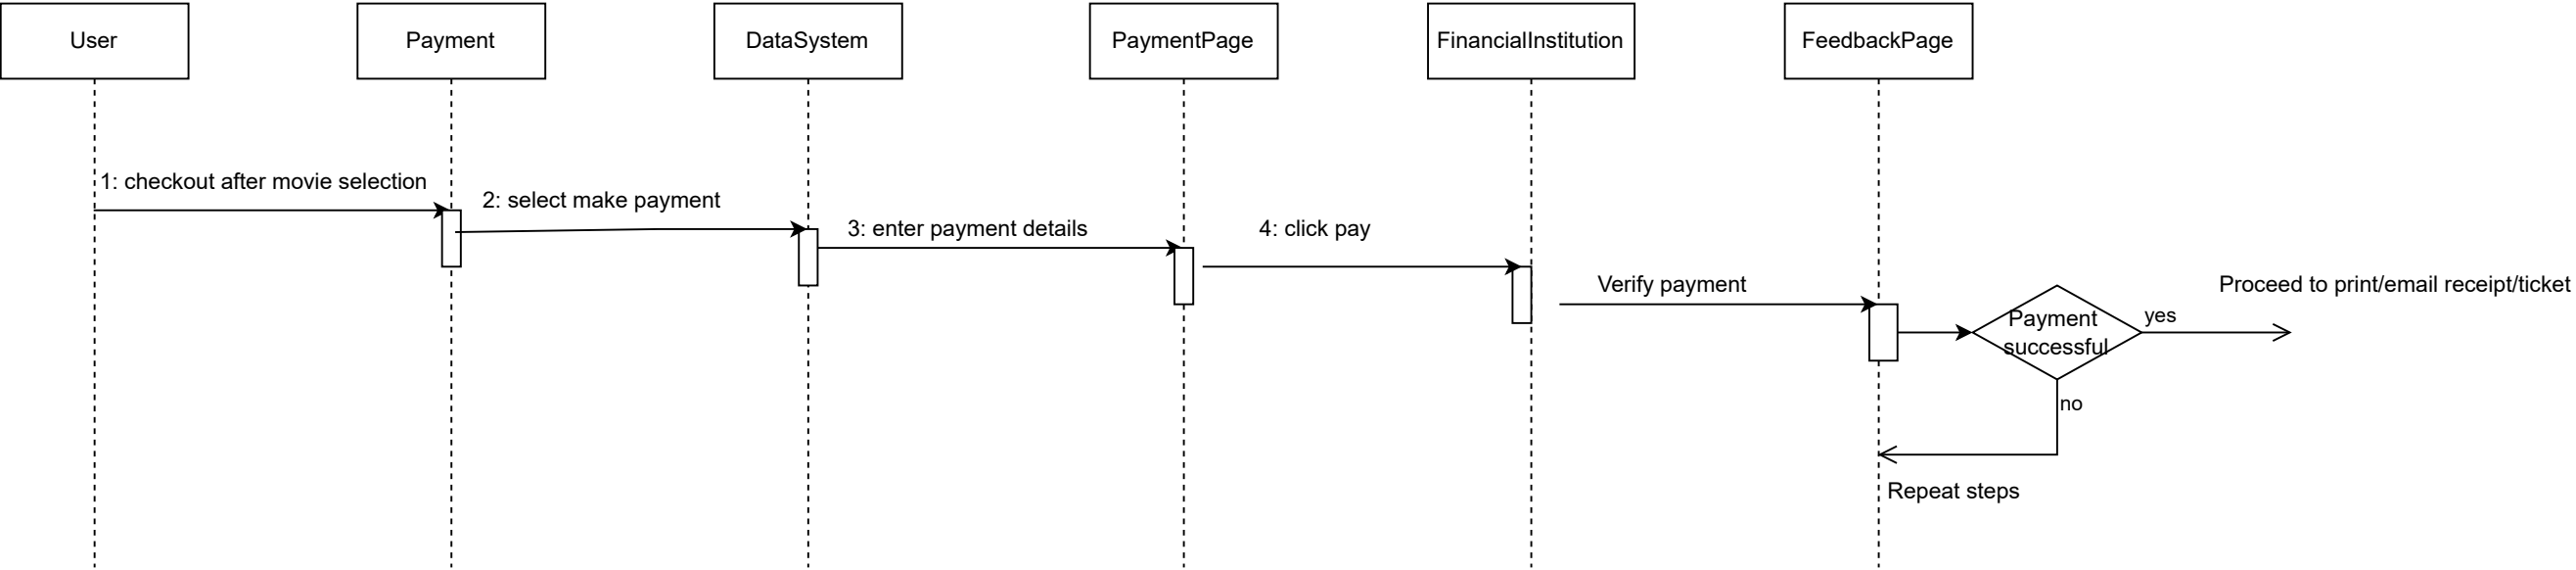 User
Payment
DataSystem
PaymentPage
FinancialInstitution
FeedbackPage
1: checkout after movie selection
2: select make payment
3: enter payment details
4: click pay
Verify payment
Payment
successful
yes
Proceed to print/email receipt/ticket
no
Repeat steps